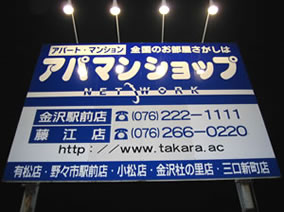 アパート・マンション 全国のお部屋さがしは
アパマンショップ
NETWORK
金沢駅前店 ☎(076)222-1111
藤江店 ☎(076)266-0220
http://www.takara.ac
有松店・野々市駅前店・小松店・金沢杜の里店・三口新町店